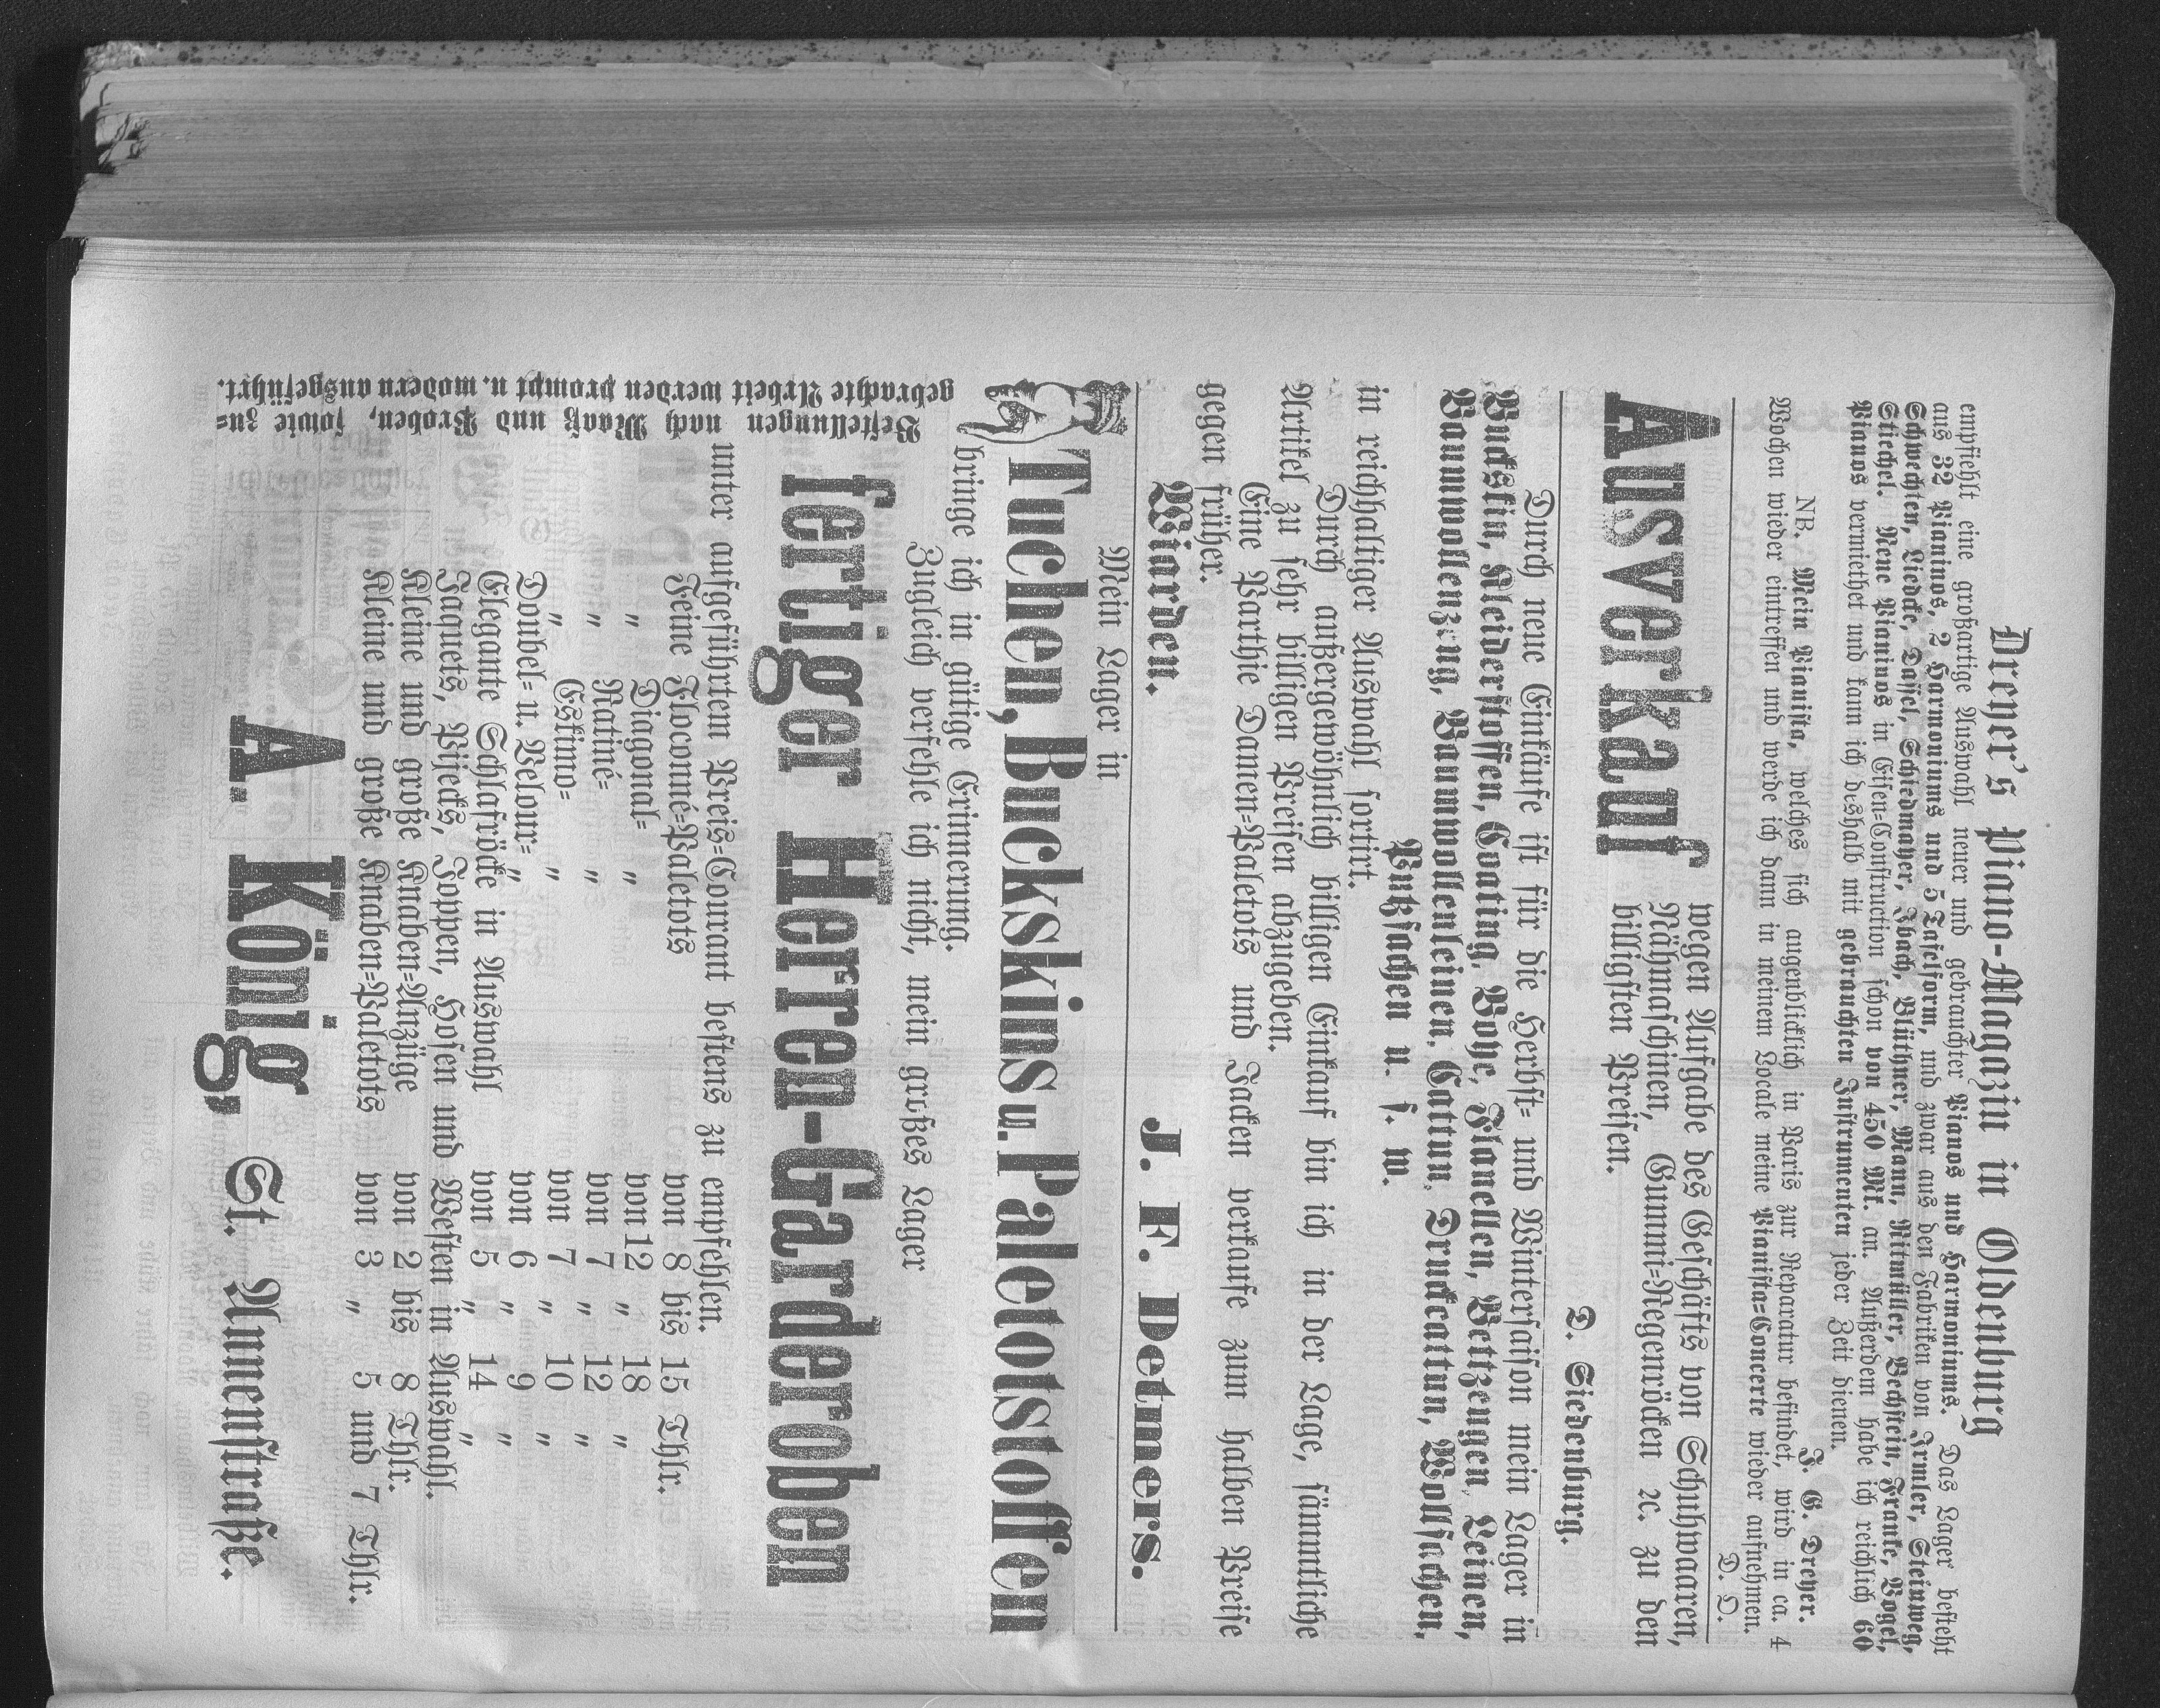 Dreyer's Piano-Magazin in Oldenburg
empfiehlt eine großartige Auswahl neuer und gebrauchter Pianos und Harmoniums. Das Lager besteht
aus 32 Pianinos, 2 Harmoniums und 5 Tafelform, und zwar aus den Fabriken von Irmler, Steinweg,
Schwechten, Liedcke, Dassel, Schiedmayer, Ibach, Blüthner, Mann, Ritmüller, Bechstein, Francke, Vogel,
Stiechel. Neue Pianinos in Eisen=Construction schon von 450 Mk. an. Außerdem habe ich reichlich 60
Pianos vermiethet und kann ich deshalb mit gebrauchten Instrumenten jeder Zeit dienen.
J. G. Dreyer.
NB. Mein Pianista, welches sich augenblicklich in Paris zur Reparatur befindet, wird in ca. 4
Wochen wieder eintreffen und werde ich dann in meinem Locale meine Pianista=Concerte wieder aufnehmen.
D. O.
Ausverkauf wegen Aufgabe des Geschäfts von Schuhwaaren,
Nähmaschinen, Gummi=Regenröcken ꝛc. zu den
billigsten Preisen.
D. Siedenburg.
Durch neue Einkäufe ist für die Herbst= und Wintersaison mein Lager in
Buckskin, Kleiderstoffen, Coating, Boye, Flanellen, Bettzeugen, Leinen,
Baumwollenzeug, Baumwollenleinen, Cattun, Druckcattun, Wollsachen,
Putzsachen u. s. w.
in reichhaltiger Auswahl sortirt.
Durch außergewöhnlich billigen Einkauf bin ich in der Lage, sämmtliche
Artikel zu sehr billigen Preisen abzugeben.
Eine Parthie Damen=Paletots und Jacken verkaufe zum halben Preise
gegen früher.
Wiarden. J. F. Detmers.
Mein Lager in
Tuchen, Buckskins u. Paletotstoffen
bringe ich in gütige Erinnerung.
Zugleich verfehle ich nicht, mein großes Lager
fertiger Herren-Garderoben
unter aufgeführtem Preis=Courant bestens zu empfehlen.
Feine Floconné=Paletots von 8 bis 15 Thlr.
" Diagonal= " von 12 " 18 "
" Ratiné= " von 7 " 12 "
" Eskimo= " von 7 " 10 "
Doubel= u. Velour= " von 6 " 9 "
Elegante Schlafröcke in Auswahl von 5 " 14 "
Jaquets, Pijecks, Joppen, Hosen und Westen in Auswahl.
Kleine und große Knaben=Anzüge von 2 bis 8 Thlr.
Kleine und große Knaben=Paletots von 3 " 5 und 7 Thlr.
A. König, St. Annenstraße.
Bestellungen nach Maaß und Proben, sowie zu=
gebrachte Arbeit werden prompt u. modern ausgeführt.